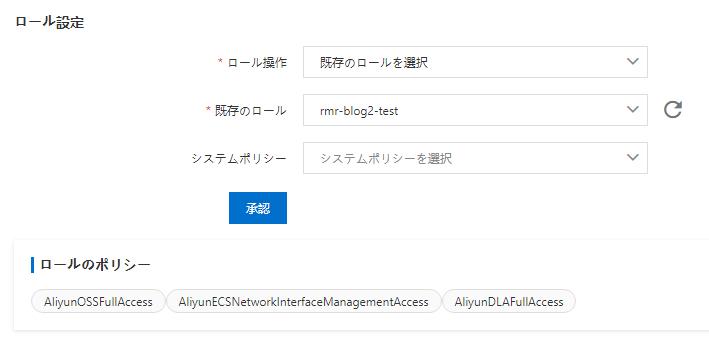 ロール設定
* ロール操作 既存のロールを選択
* 既存のロール rmr-blog2-test
システムポリシー システムポリシーを選択
承認
ロールのポリシー
AliyunOSSFullAccess AliyunECSNetworkInterfaceManagementAccess AliyunDLAFullAccess